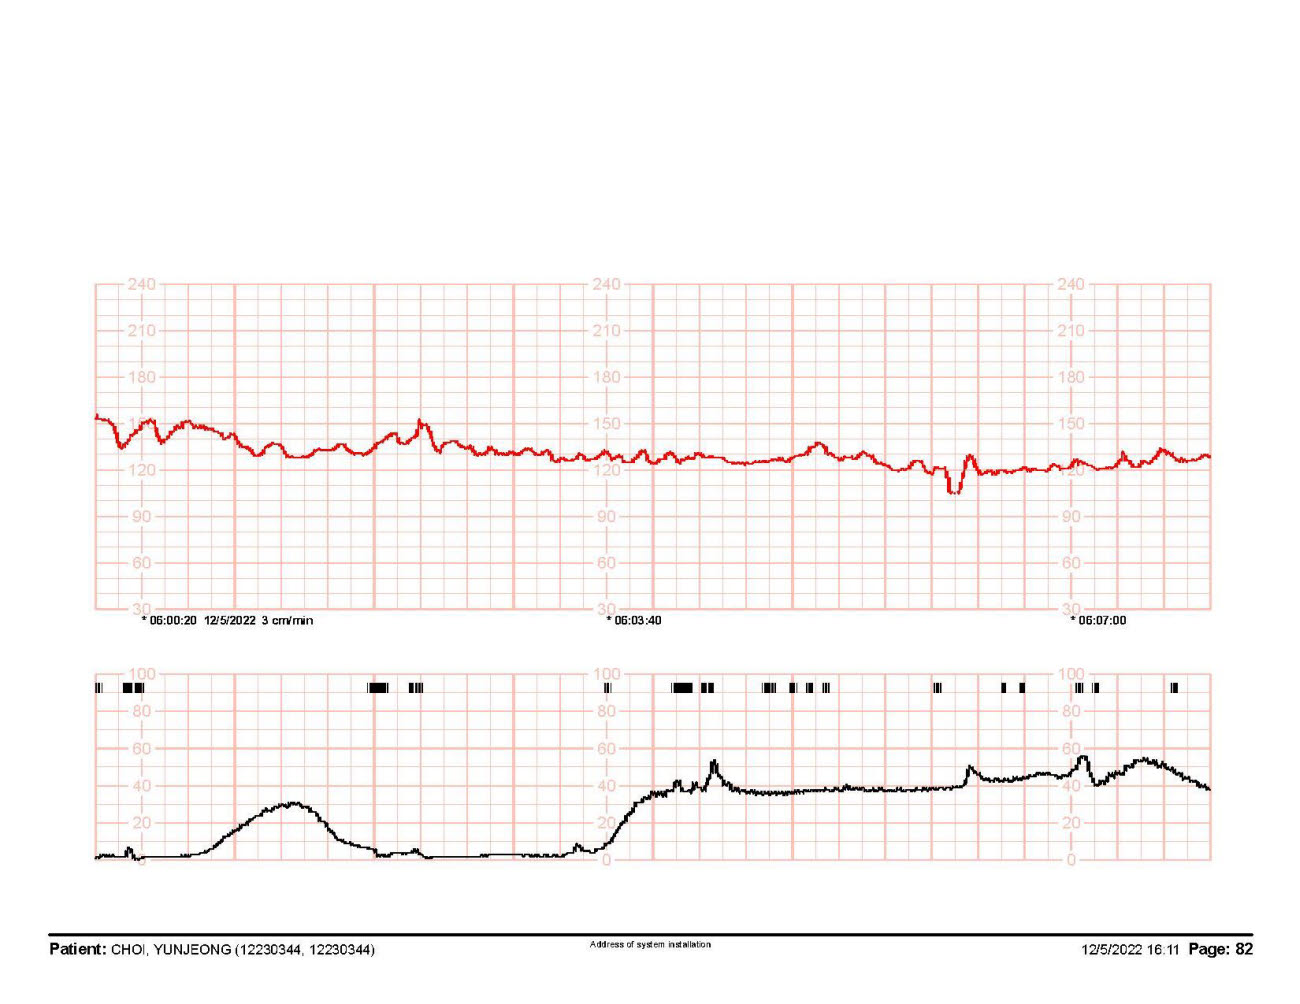 240 240 240
210 210 210
180 180 180
150 150 150
120 120 120
90 90 90
60 60 60
30 30 30
* 06:00:20 12/5/2022 3 cm/min * 06:03:40 * 06:07:00
100 100 100
80 80 80
60 60 60
40 40 40
20 20 20
0 0 0
Patient: CHOI, YUNJEONG (12230344, 12230344) Address of system installation 12/5/2022 16:11 Page: 82